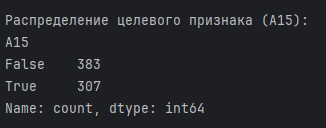 Распределение целевого признака (A15):
A15
False    383
True     307
Name: count, dtype: int64